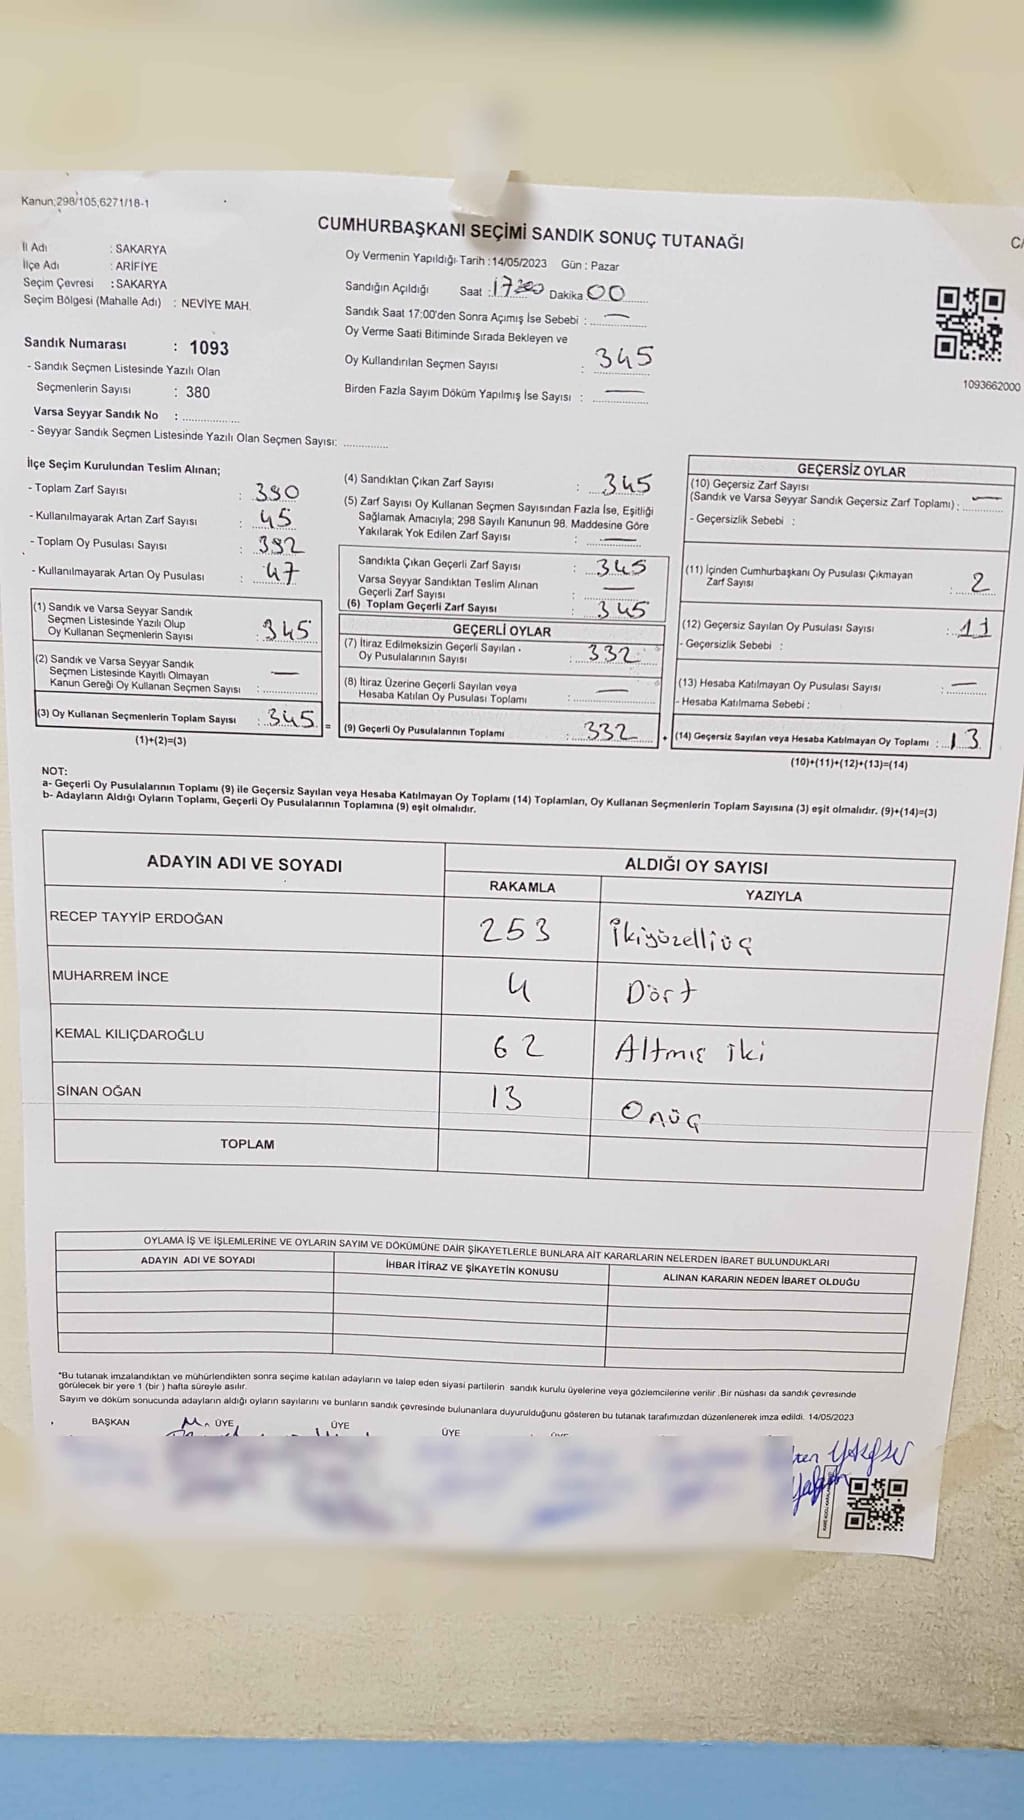 Kanun;298/105,6271/18-1
CUMHURBAŞKANI SEÇİMİ SANDIK SONUÇ TUTANAĞI
C/
İl Adı : SAKARYA
İlçe Adı : ARİFİYE
Seçim Çevresi : SAKARYA
Seçim Bölgesi (Mahalle Adı) : NEVİYE MAH.
Oy Vermenin Yapıldığı Tarih :14/05/2023 Gün : Pazar
Sandığın Açıldığı Saat : 17 Dakika 00
Sandık Saat 17:00'den Sonra Açımış İse Sebebi : —
Oy Verme Saati Bitiminde Sırada Bekleyen ve
Oy Kullandırılan Seçmen Sayısı : 345
Birden Fazla Sayım Döküm Yapılmış İse Sayısı : —
1093662000
Sandık Numarası : 1093
- Sandık Seçmen Listesinde Yazılı Olan
Seçmenlerin Sayısı : 380
Varsa Seyyar Sandık No : ................
- Seyyar Sandık Seçmen Listesinde Yazılı Olan Seçmen Sayısı: .............
İlçe Seçim Kurulundan Teslim Alınan;
- Toplam Zarf Sayısı : 390
- Kullanılmayarak Artan Zarf Sayısı : 45
- Toplam Oy Pusulası Sayısı : 392
- Kullanılmayarak Artan Oy Pusulası : 47
(1) Sandık ve Varsa Seyyar Sandık
Seçmen Listesinde Yazılı Olup
Oy Kullanan Seçmenlerin Sayısı : 345
(2) Sandık ve Varsa Seyyar Sandık
Seçmen Listesinde Kayıtlı Olmayan
Kanun Gereği Oy Kullanan Seçmen Sayısı : —
(3) Oy Kullanan Seçmenlerin Toplam Sayısı : 345 =
(1)+(2)=(3)
(4) Sandıktan Çıkan Zarf Sayısı : 345
(5) Zarf Sayısı Oy Kullanan Seçmen Sayısından Fazla İse, Eşitliği
Sağlamak Amacıyla; 298 Sayılı Kanunun 98. Maddesine Göre
Yakılarak Yok Edilen Zarf Sayısı : —
Sandıkta Çıkan Geçerli Zarf Sayısı : 345
Varsa Seyyar Sandıktan Teslim Alınan
Geçerli Zarf Sayısı : —
(6) Toplam Geçerli Zarf Sayısı : 345
GEÇERLİ OYLAR
(7) İtiraz Edilmeksizin Geçerli Sayılan
Oy Pusulalarının Sayısı : 332
(8) İtiraz Üzerine Geçerli Sayılan veya
Hesaba Katılan Oy Pusulası Toplamı : —
(9) Geçerli Oy Pusulalarının Toplamı : 332 +
GEÇERSİZ OYLAR
(10) Geçersiz Zarf Sayısı
(Sandık ve Varsa Seyyar Sandık Geçersiz Zarf Toplamı) : —
- Geçersizlik Sebebi :
(11) İçinden Cumhurbaşkanı Oy Pusulası Çıkmayan
Zarf Sayısı : 2
(12) Geçersiz Sayılan Oy Pusulası Sayısı : 11
- Geçersizlik Sebebi :
(13) Hesaba Katılmayan Oy Pusulası Sayısı : —
- Hesaba Katılmama Sebebi :
(14) Geçersiz Sayılan veya Hesaba Katılmayan Oy Toplamı : 13
(10)+(11)+(12)+(13)=(14)
NOT:
a- Geçerli Oy Pusulalarının Toplamı (9) ile Geçersiz Sayılan veya Hesaba Katılmayan Oy Toplamı (14) Toplamları, Oy Kullanan Seçmenlerin Toplam Sayısına (3) eşit olmalıdır. (9)+(14)=(3)
b- Adayların Aldığı Oyların Toplamı, Geçerli Oy Pusulalarının Toplamına (9) eşit olmalıdır.
ADAYIN ADI VE SOYADI ALDIĞI OY SAYISI
RAKAMLA YAZIYLA
RECEP TAYYİP ERDOĞAN 253 İkiyüzelliüç
MUHARREM İNCE 4 Dört
KEMAL KILIÇDAROĞLU 62 Altmış iki
SİNAN OĞAN 13 Onüç
TOPLAM
OYLAMA İŞ VE İŞLEMLERİNE VE OYLARIN SAYIM VE DÖKÜMÜNE DAİR ŞİKAYETLERLE BUNLARA AİT KARARLARIN NELERDEN İBARET BULUNDUKLARI
ADAYIN ADI VE SOYADI İHBAR İTİRAZ VE ŞİKAYETİN KONUSU ALINAN KARARIN NEDEN İBARET OLDUĞU
*Bu tutanak imzalandıktan ve mühürlendikten sonra seçime katılan adayların ve talep eden siyasi partilerin sandık kurulu üyelerine veya gözlemcilerine verilir .Bir nüshası da sandık çevresinde
görülecek bir yere 1 (bir ) hafta süreyle asılır.
Sayım ve döküm sonucunda adayların aldığı oyların sayılarını ve bunların sandık çevresinde bulunanlara duyurulduğunu gösteren bu tutanak tarafımızdan düzenlenerek imza edildi. 14/05/2023
BAŞKAN ÜYE ÜYE ÜYE